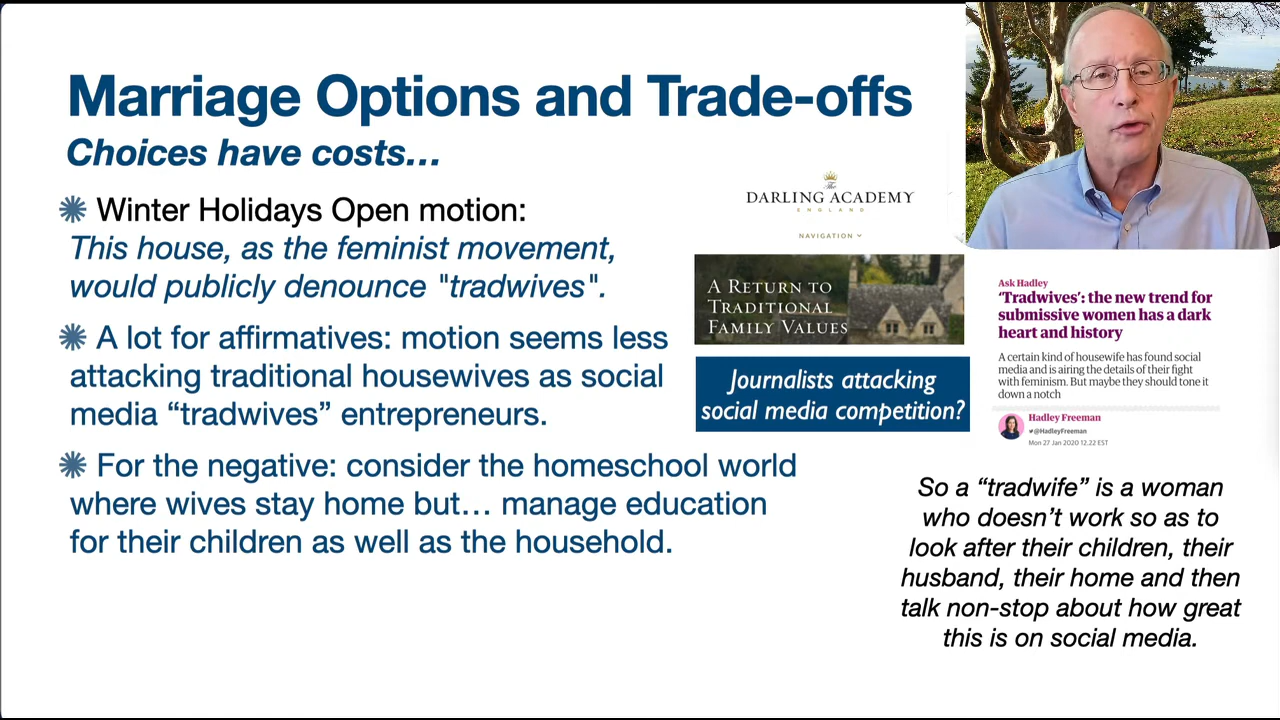 Marriage Options and Trade-offs
Choices have costs...
Winter Holidays Open motion:
This house, as the feminist movement,
would publicly denounce "tradwives".
A lot for affirmatives: motion seems less
attacking traditional housewives as social
media “tradwives” entrepreneurs.
For the negative: consider the homeschool world
where wives stay home but... manage education
for their children as well as the household.
The
DARLING ACADEMY
ENGLAND
NAVIGATION
A RETURN TO
TRADITIONAL
FAMILY VALUES
Journalists attacking
social media competition?
Ask Hadley
‘Tradwives’: the new trend for
submissive women has a dark
heart and history
A certain kind of housewife has found social
media and is airing the details of their fight
with feminism. But maybe they should tone it
down a notch
Hadley Freeman
@HadleyFreeman
Mon 27 Jan 2020 12.22 EST
So a “tradwife” is a woman
who doesn’t work so as to
look after their children, their
husband, their home and then
talk non-stop about how great
this is on social media.